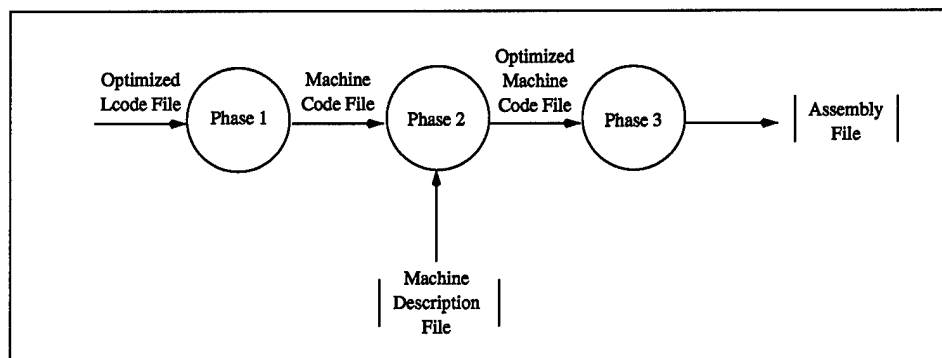 Optimized
Lcode File
Phase 1
Machine
Code File
Phase 2
Optimized
Machine
Code File
Phase 3
Assembly
File
Machine
Description
File